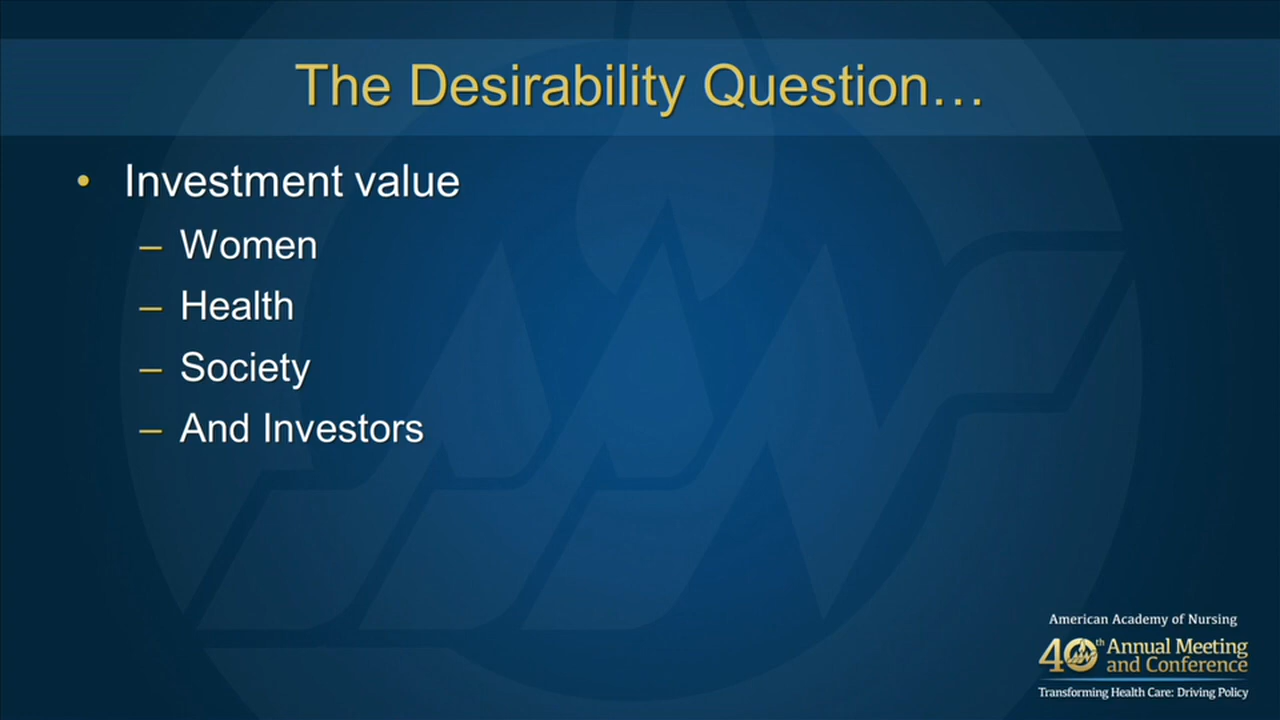 The Desirability Question…
• Investment value
– Women
– Health
– Society
– And Investors
American Academy of Nursing
40th Annual Meeting
and Conference
Transforming Health Care: Driving Policy